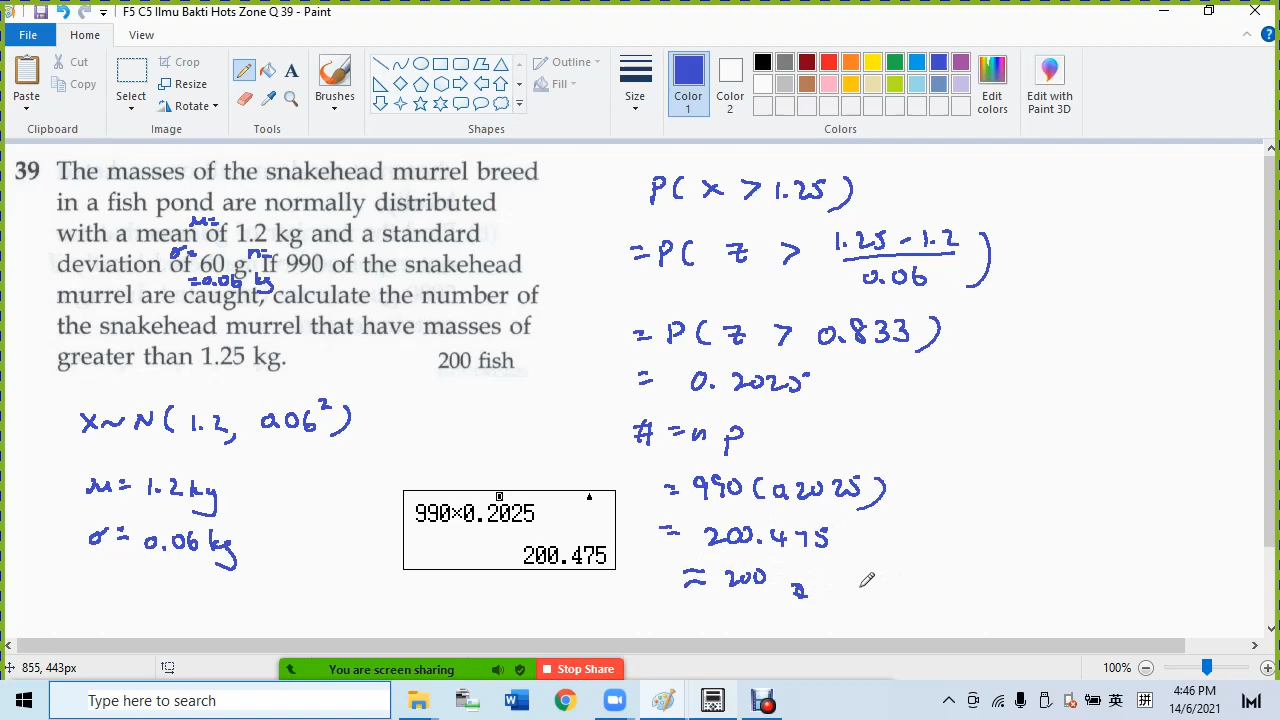 F5 C5 Ilmu Bakti Hots Zone Q 39 - Paint
File Home View
Paste
Cut
Copy
Clipboard
Select
Crop
Resize
Rotate
Image
A
Tools
Brushes
Outline
Fill
Shapes
Size
Color 1
Color 2
Edit colors
Colors
Edit with Paint 3D
39 The masses of the snakehead murrel breed
in a fish pond are normally distributed
μ=
with a mean of 1.2 kg and a standard
σ= n=
deviation of 60 g. If 990 of the snakehead
=0.06 kg
murrel are caught, calculate the number of
the snakehead murrel that have masses of
greater than 1.25 kg. 200 fish
X~N(1.2, 0.06²)
μ = 1.2 kg
σ = 0.06 kg
990×0.2025
200.475
P(x > 1.25)
= P( z > 1.25 - 1.2 / 0.06 )
= P( z > 0.833)
= 0.2025
# = n p
= 990(0.2025)
= 200.475
≈ 200
855, 443px
You are screen sharing Stop Share
100%
Type here to search
英 拼
4:46 PM
14/6/2021